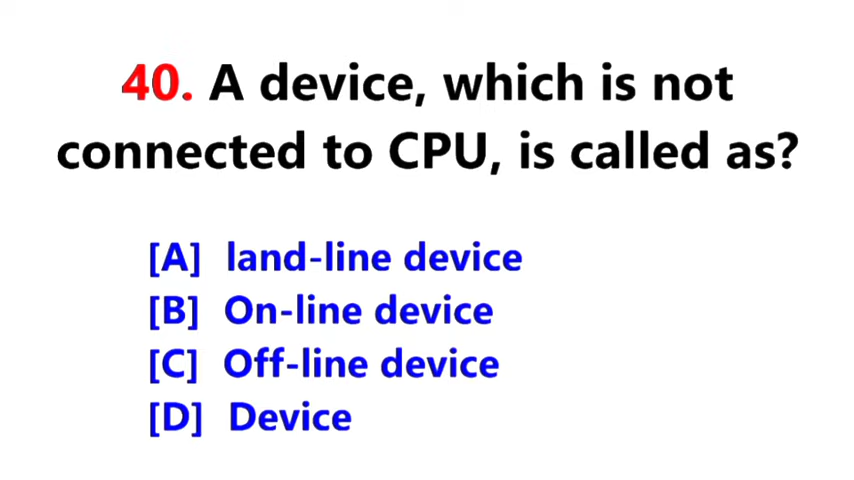 40. A device, which is not
connected to CPU, is called as?
[A] land-line device
[B] On-line device
[C] Off-line device
[D] Device